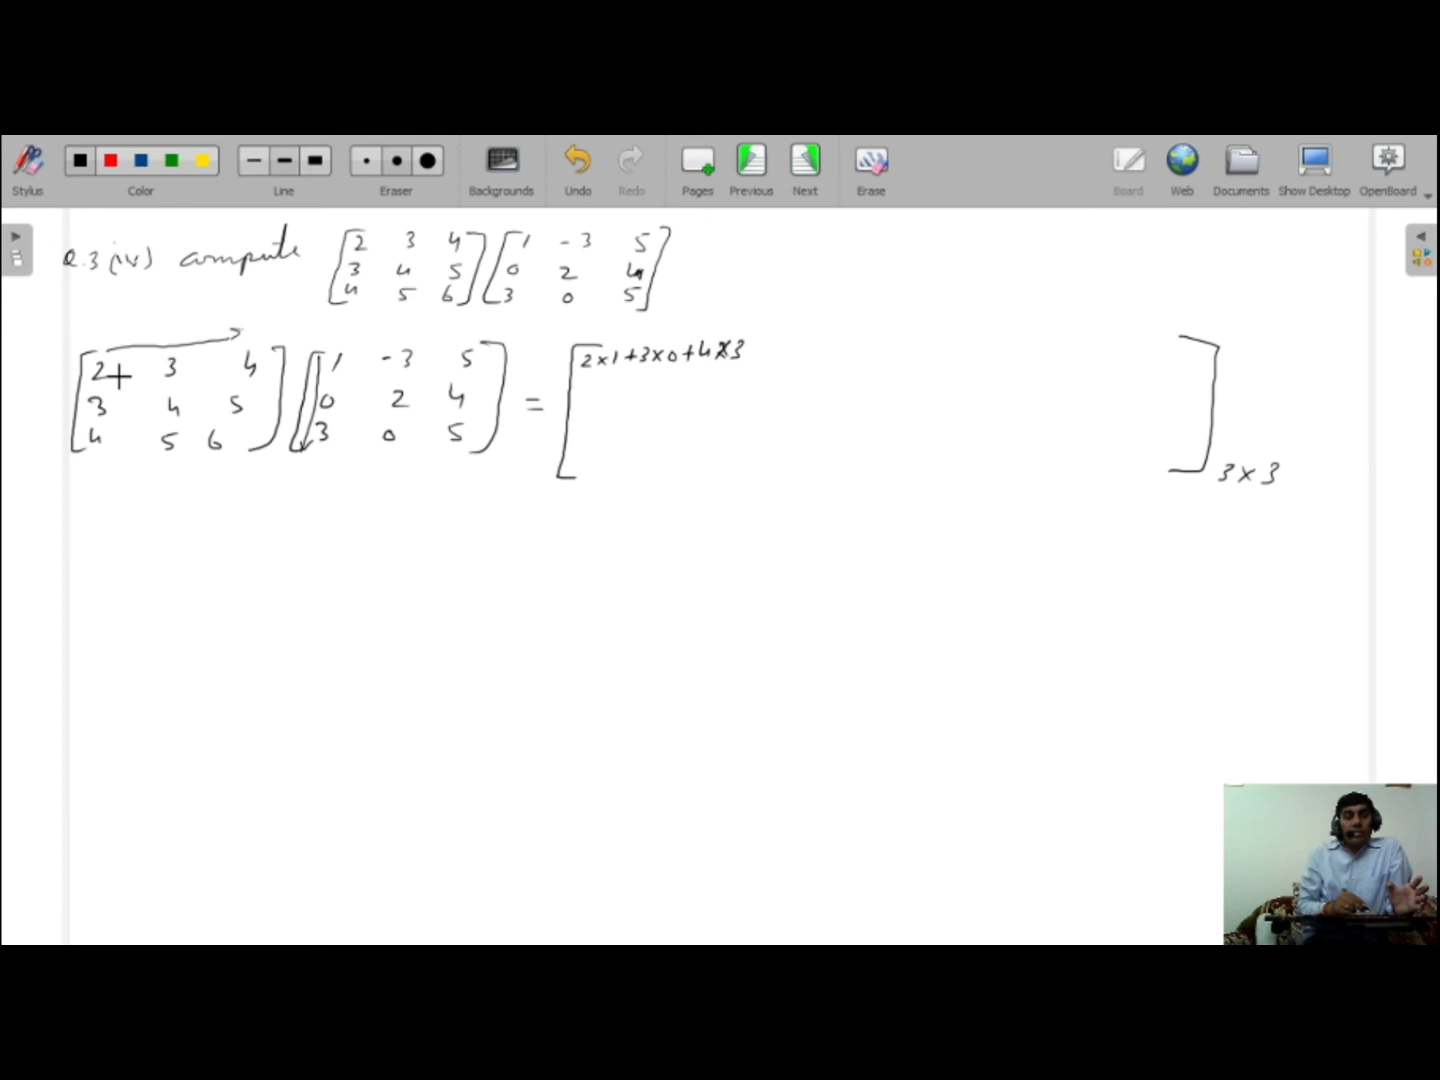 Stylus Color Line Eraser Backgrounds Undo Redo Pages Previous Next Erase Board Web Documents Show Desktop OpenBoard
Q.3 (iv) compute [2 3 4] [1 -3 5]
[3 4 5] [0 2 4]
[4 5 6] [3 0 5]
[2 3 4] [1 -3 5] = [2×1+3×0+4×3 ]
[3 4 5] [0 2 4]
[4 5 6] [3 0 5]
3×3